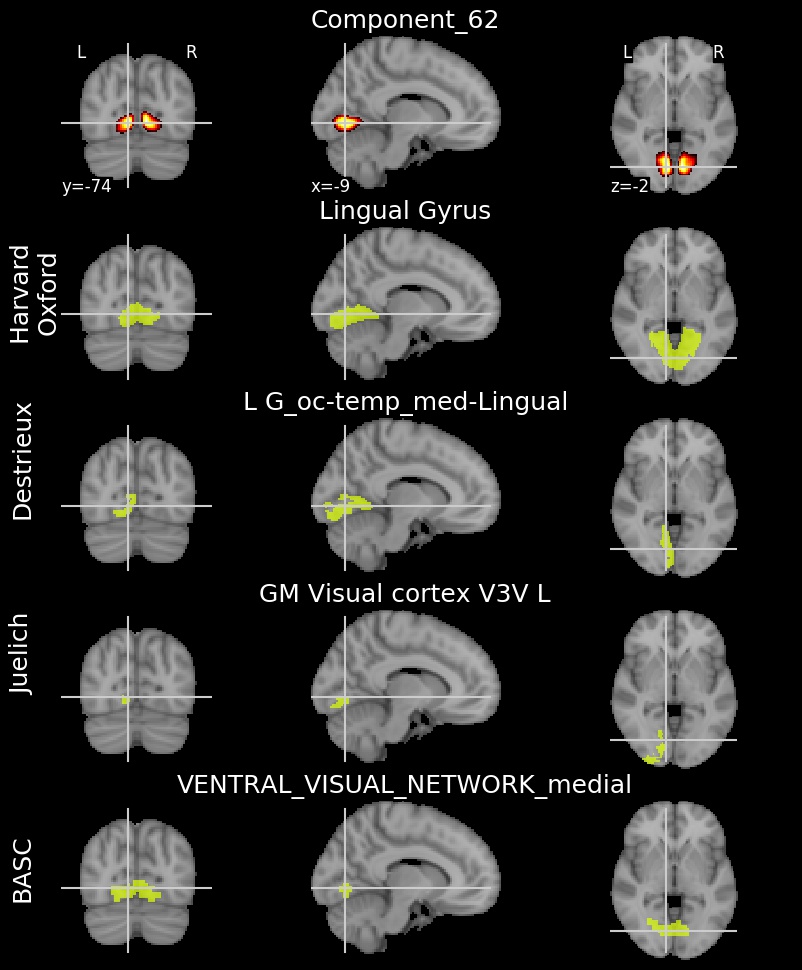 Component_62
L R L R
y=-74 x=-9 z=-2
Lingual Gyrus
Harvard
Oxford
L G_oc-temp_med-Lingual
Destrieux
GM Visual cortex V3V L
Juelich
VENTRAL_VISUAL_NETWORK_medial
BASC